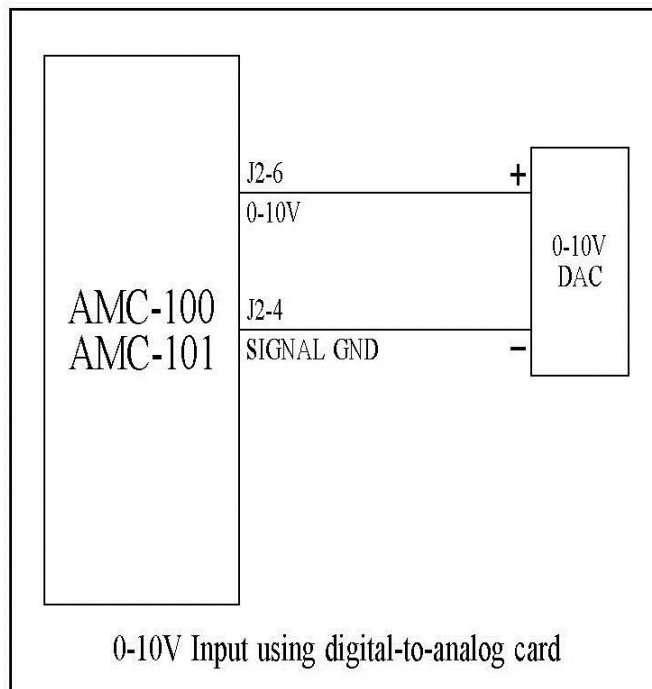 J2-6
+
0-10V
0-10V
DAC
AMC-100
AMC-101
J2-4
SIGNAL GND
−
0-10V Input using digital-to-analog card